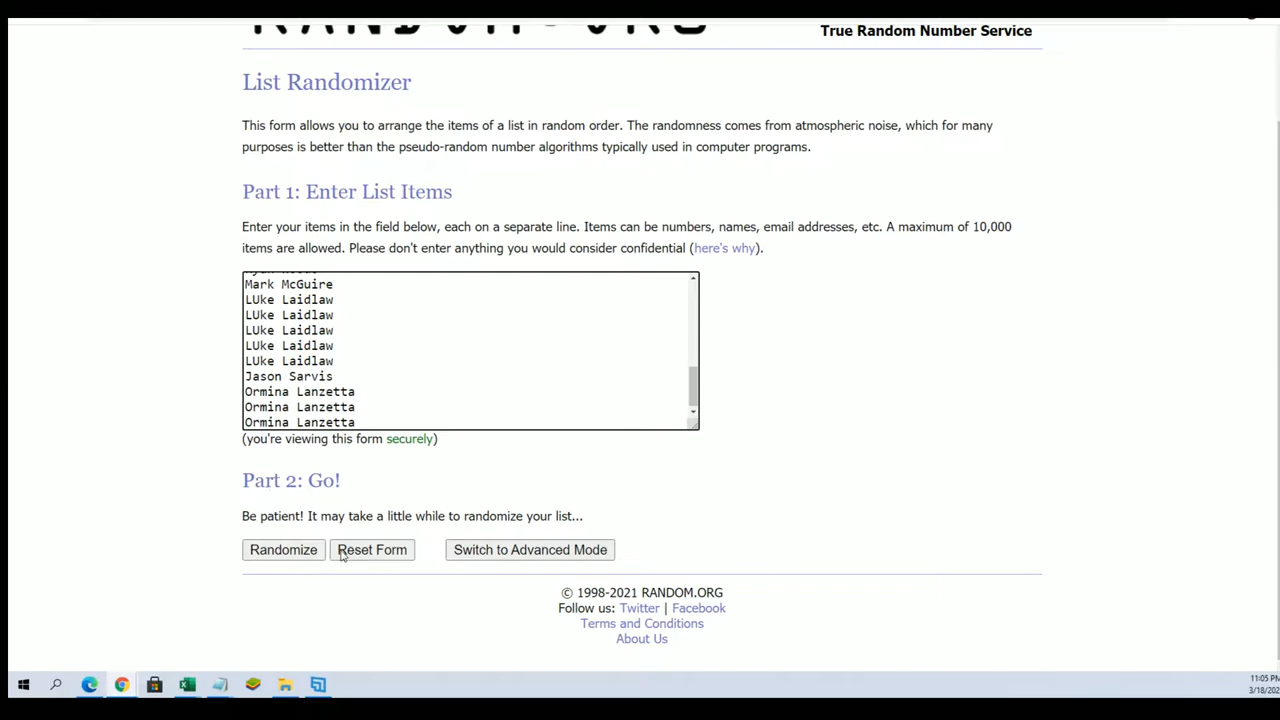 RANDOM.ORG
True Random Number Service
List Randomizer
This form allows you to arrange the items of a list in random order. The randomness comes from atmospheric noise, which for many
purposes is better than the pseudo-random number algorithms typically used in computer programs.
Part 1: Enter List Items
Enter your items in the field below, each on a separate line. Items can be numbers, names, email addresses, etc. A maximum of 10,000
items are allowed. Please don't enter anything you would consider confidential (here's why).
Mark McGuire
LUke Laidlaw
LUke Laidlaw
LUke Laidlaw
LUke Laidlaw
LUke Laidlaw
Jason Sarvis
Ormina Lanzetta
Ormina Lanzetta
Ormina Lanzetta
(you're viewing this form securely)
Part 2: Go!
Be patient! It may take a little while to randomize your list...
Randomize Reset Form Switch to Advanced Mode
© 1998-2021 RANDOM.ORG
Follow us: Twitter | Facebook
Terms and Conditions
About Us
11:05 PM
3/18/202